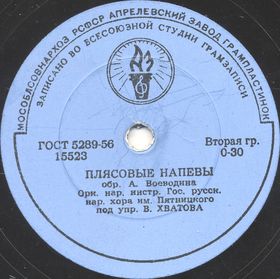 МОСОБЛСОВНАРХОЗ РСФСР АПРЕЛЕВСКИЙ ЗАВОД ГРАМПЛАСТИНОК
ЗАПИСАНО ВО ВСЕСОЮЗНОЙ СТУДИИ ГРАМЗАПИСИ
ГОСТ 5289-56
15523
Вторая гр.
0-30
ПЛЯСОВЫЕ НАПЕВЫ
обр. А. Воеводина
Орк. нар. инстр. Гос. русск.
нар. хора им. Пятницкого
под упр. В. ХВАТОВА